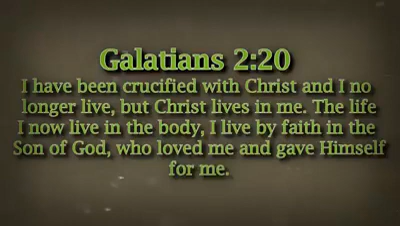 Galatians 2:20
I have been crucified with Christ and I no
longer live, but Christ lives in me. The life
I now live in the body, I live by faith in the
Son of God, who loved me and gave Himself
for me.